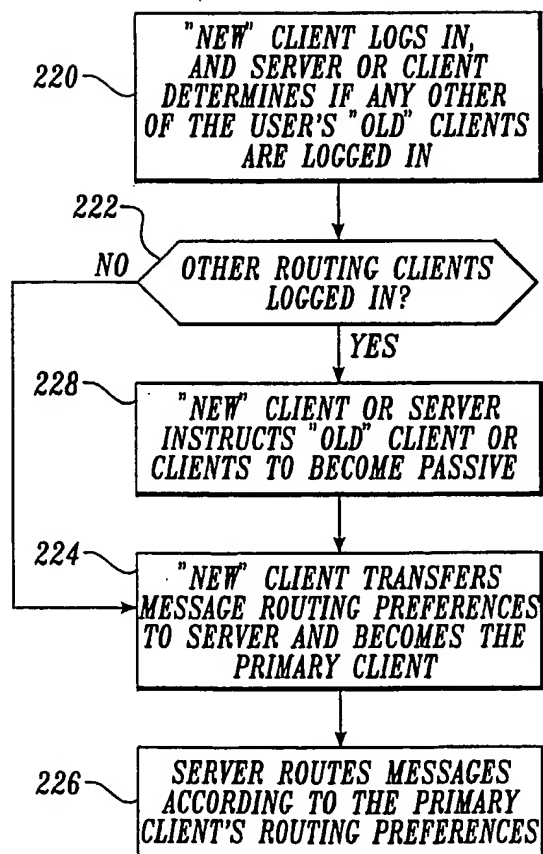 220
"NEW" CLIENT LOGS IN,
AND SERVER OR CLIENT
DETERMINES IF ANY OTHER
OF THE USER'S "OLD" CLIENTS
ARE LOGGED IN
222
NO
OTHER ROUTING CLIENTS
LOGGED IN?
YES
228
"NEW" CLIENT OR SERVER
INSTRUCTS "OLD" CLIENT OR
CLIENTS TO BECOME PASSIVE
224
"NEW" CLIENT TRANSFERS
MESSAGE ROUTING PREFERENCES
TO SERVER AND BECOMES THE
PRIMARY CLIENT
226
SERVER ROUTES MESSAGES
ACCORDING TO THE PRIMARY
CLIENT'S ROUTING PREFERENCES